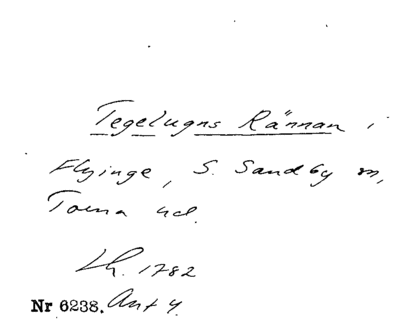 Tegelugns Rännan i
Flyinge, S. Sandby sn,
Torna hd.
Lh. 1782
Nr 6238. Ant 4.